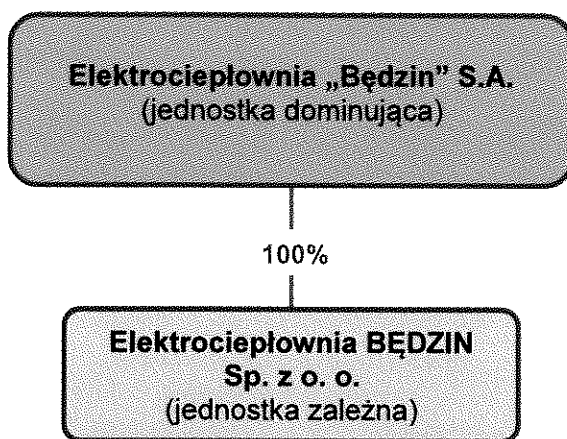 Elektrociepłownia „Będzin” S.A.
(jednostka dominująca)
100%
Elektrociepłownia BĘDZIN
Sp. z o. o.
(jednostka zależna)